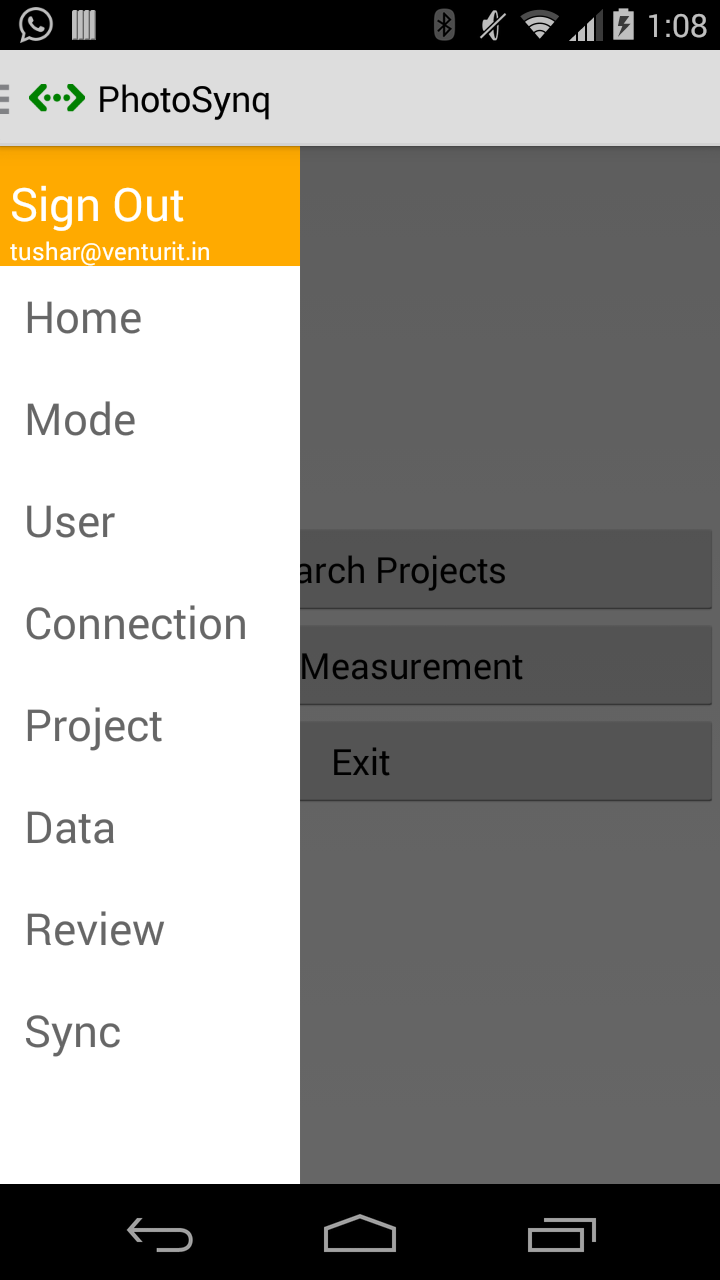 1:08
PhotoSynq
Sign Out
tushar@venturit.in
Home
Mode
User
arch Projects
Connection
Measurement
Project
Exit
Data
Review
Sync